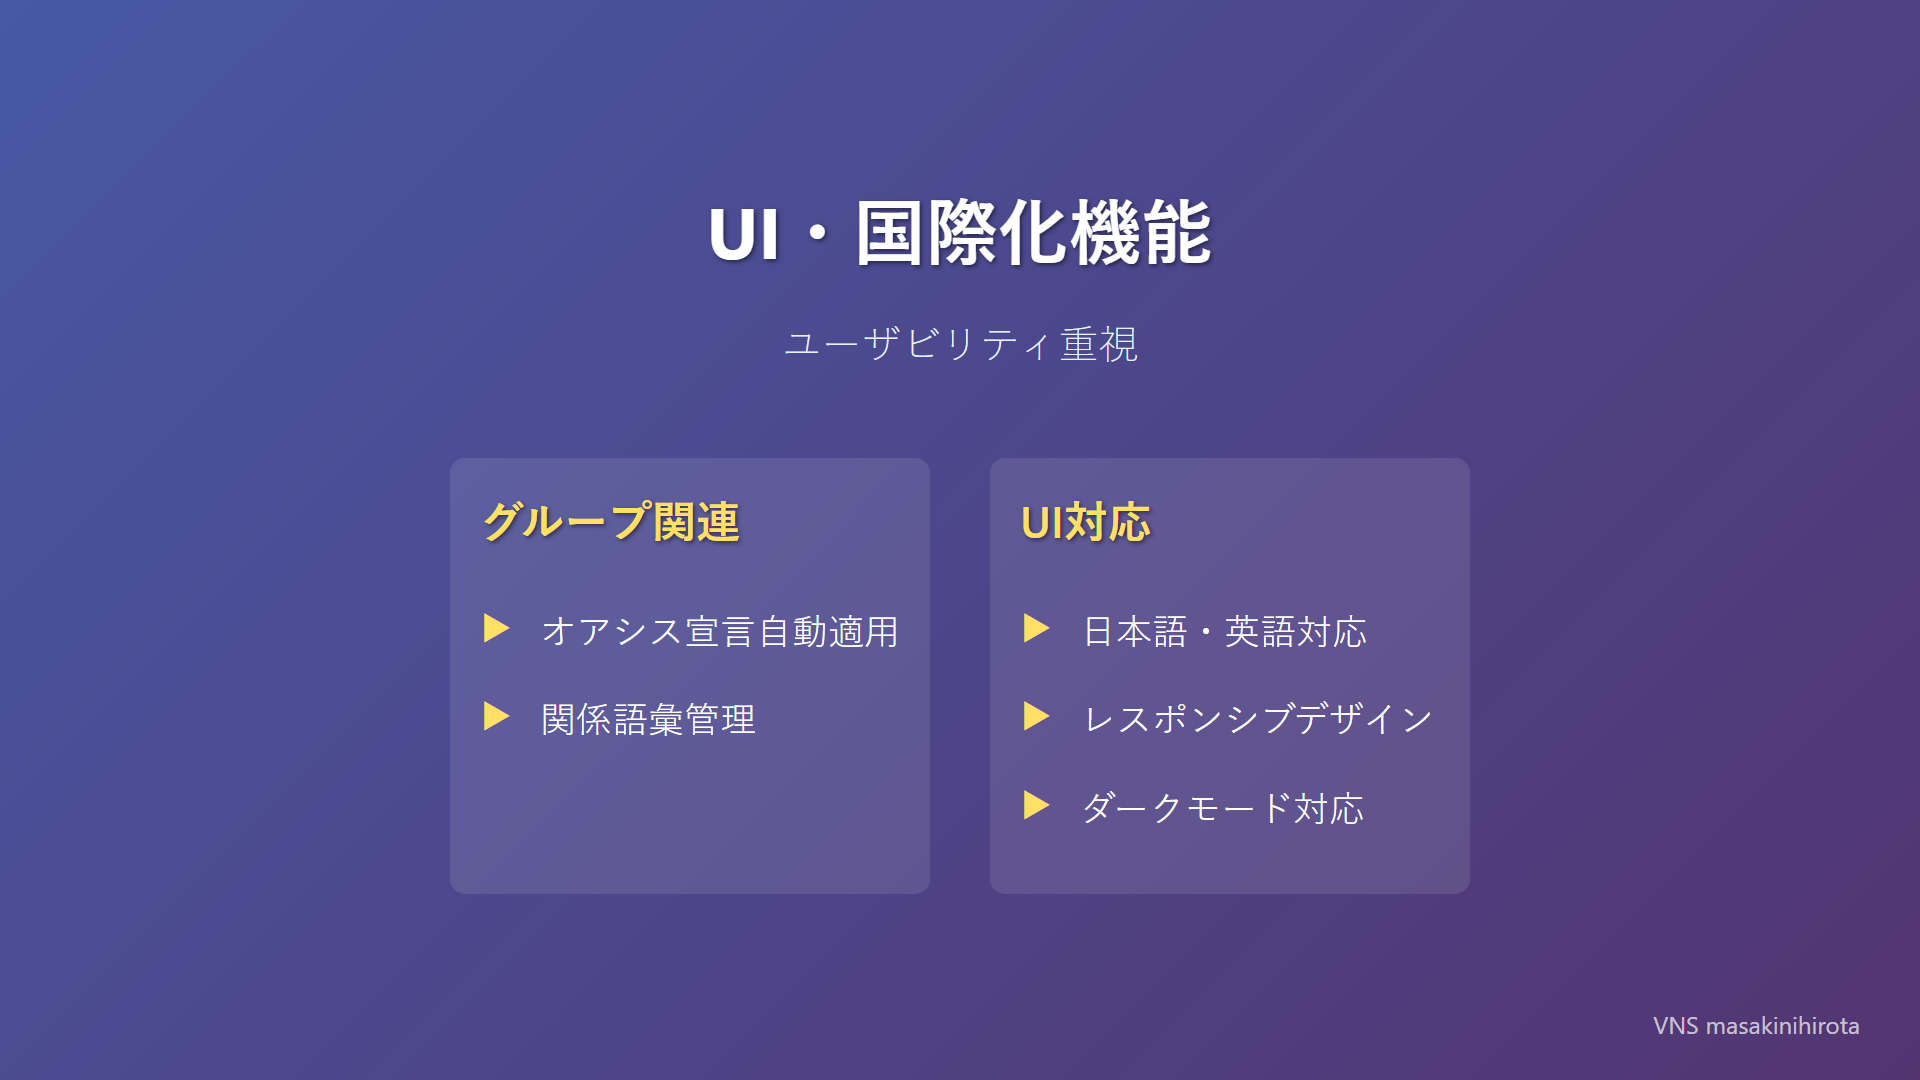 UI・国際化機能
ユーザビリティ重視
グループ関連
▶ オアシス宣言自動適用
▶ 関係語彙管理
UI対応
▶ 日本語・英語対応
▶ レスポンシブデザイン
▶ ダークモード対応
VNS masakinihirota